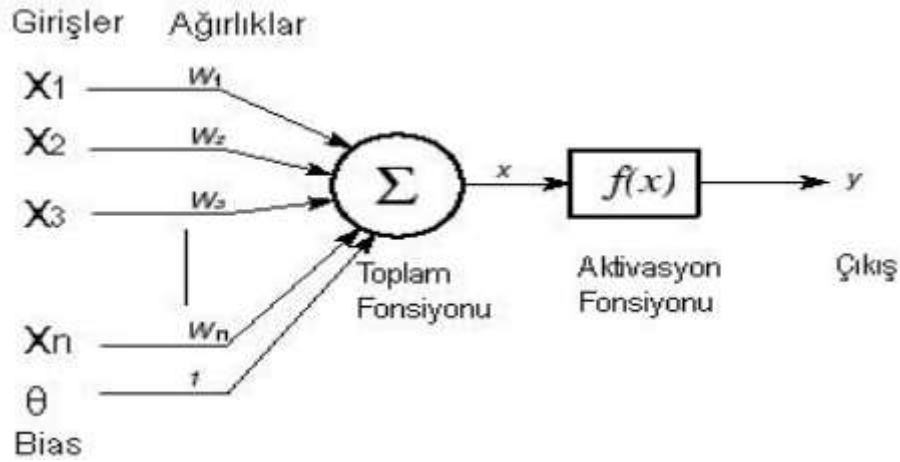 Girişler Ağırlıklar
X1 W1
X2 W2
X3 W3
Σ x f(x) y
Toplam Fonsiyonu
Aktivasyon Fonsiyonu
Çıkış
Xn Wn
θ 1
Bias